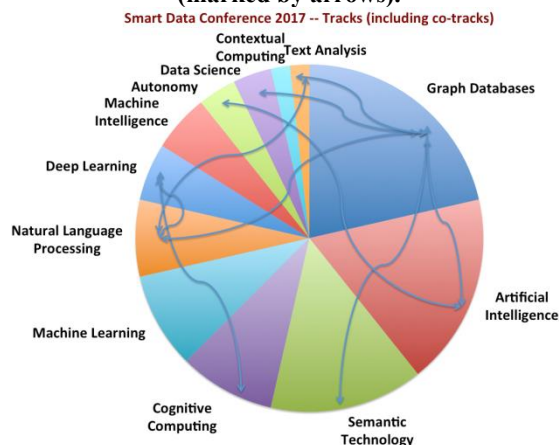 (marked by arrows).
Smart Data Conference 2017 -- Tracks (including co-tracks)
Contextual
Computing
Text Analysis
Data Science
Autonomy
Machine
Intelligence
Graph Databases
Deep Learning
Natural Language
Processing
Artificial
Intelligence
Machine Learning
Cognitive
Computing
Semantic
Technology